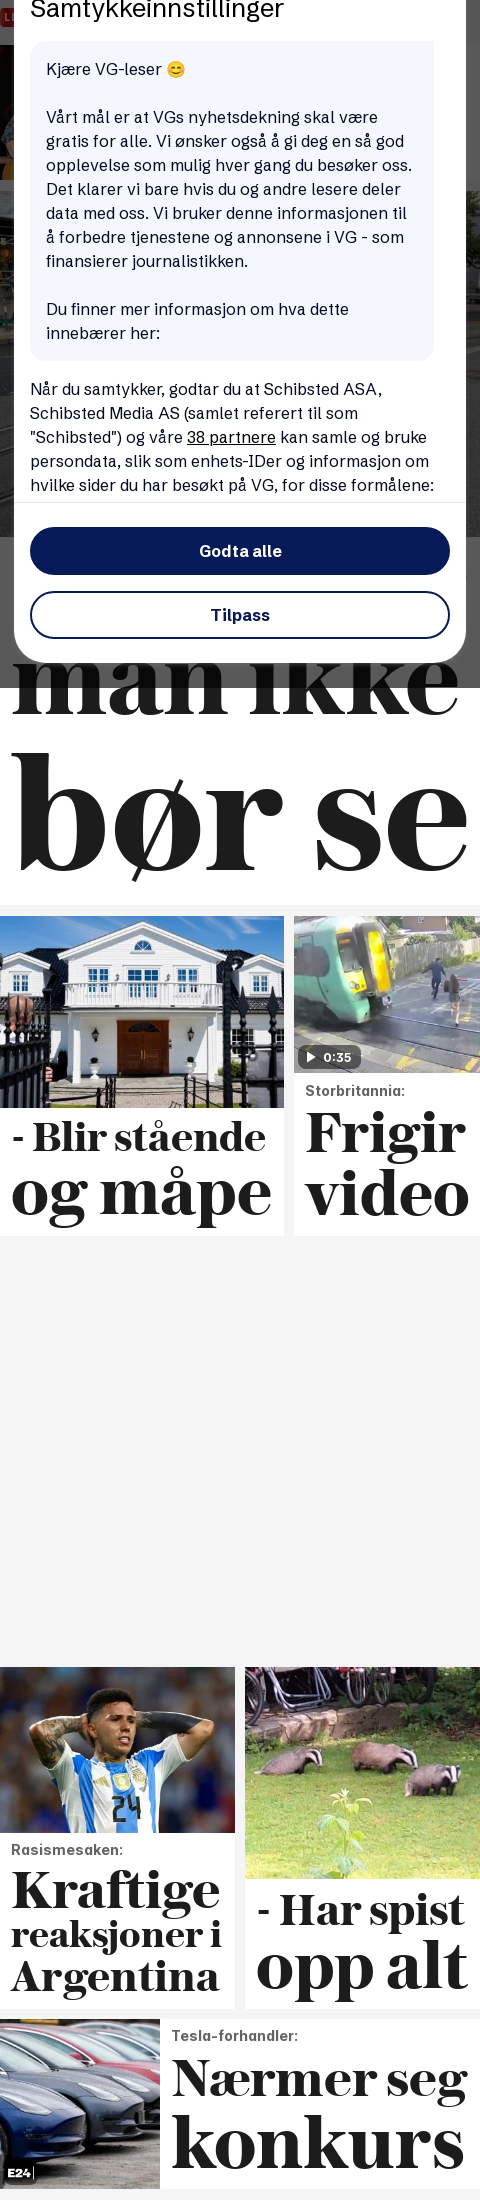 Samtykkeinnstillinger
Kjære VG-leser 😊
Vårt mål er at VGs nyhetsdekning skal være
gratis for alle. Vi ønsker også å gi deg en så god
opplevelse som mulig hver gang du besøker oss.
Det klarer vi bare hvis du og andre lesere deler
data med oss. Vi bruker denne informasjonen til
å forbedre tjenestene og annonsene i VG - som
finansierer journalistikken.
Du finner mer informasjon om hva dette
innebærer her:
Når du samtykker, godtar du at Schibsted ASA,
Schibsted Media AS (samlet referert til som
"Schibsted") og våre 38 partnere kan samle og bruke
persondata, slik som enhets-IDer og informasjon om
hvilke sider du har besøkt på VG, for disse formålene:
Godta alle
Tilpass
man ikke
bør se
0:35
- Blir stående
og måpe
Storbritannia:
Frigir
video
24
Rasismesaken:
Kraftige
reaksjoner i
Argentina
- Har spist
opp alt
E24
Tesla-forhandler:
Nærmer seg
konkurs